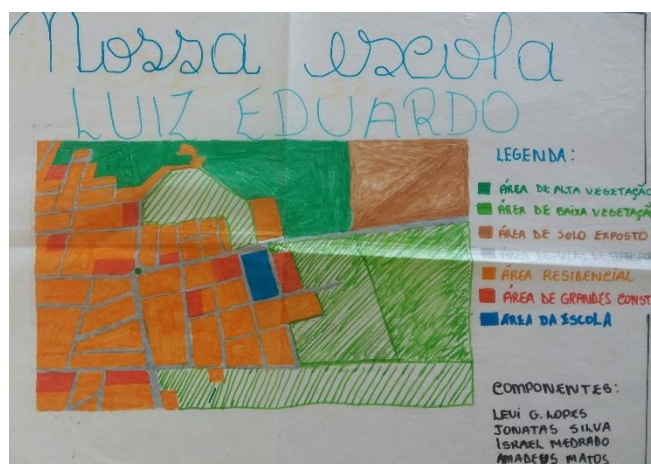 Nossa escola
LUIZ EDUARDO
LEGENDA:
ÁREA DE ALTA VEGETAÇÃO
ÁREA DE BAIXA VEGETAÇÃO
ÁREA DE SOLO EXPOSTO
ÁREA RESIDENCIAL
ÁREA DE GRANDES CONST
ÁREA DA ESCOLA
COMPONENTES:
LEVI G. LOPES
JONATAS SILVA
ISRAEL MEDRADO
AMADEUS MATOS